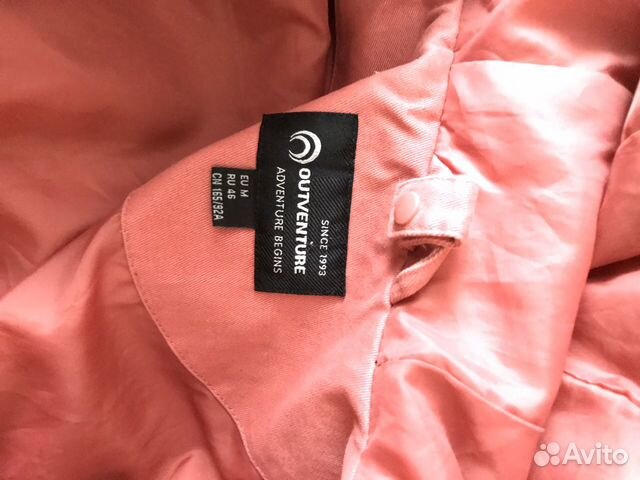 SINCE 1993
OUTVENTURE
ADVENTURE BEGINS
EU M
RU 46
CN 165/92A
Avito